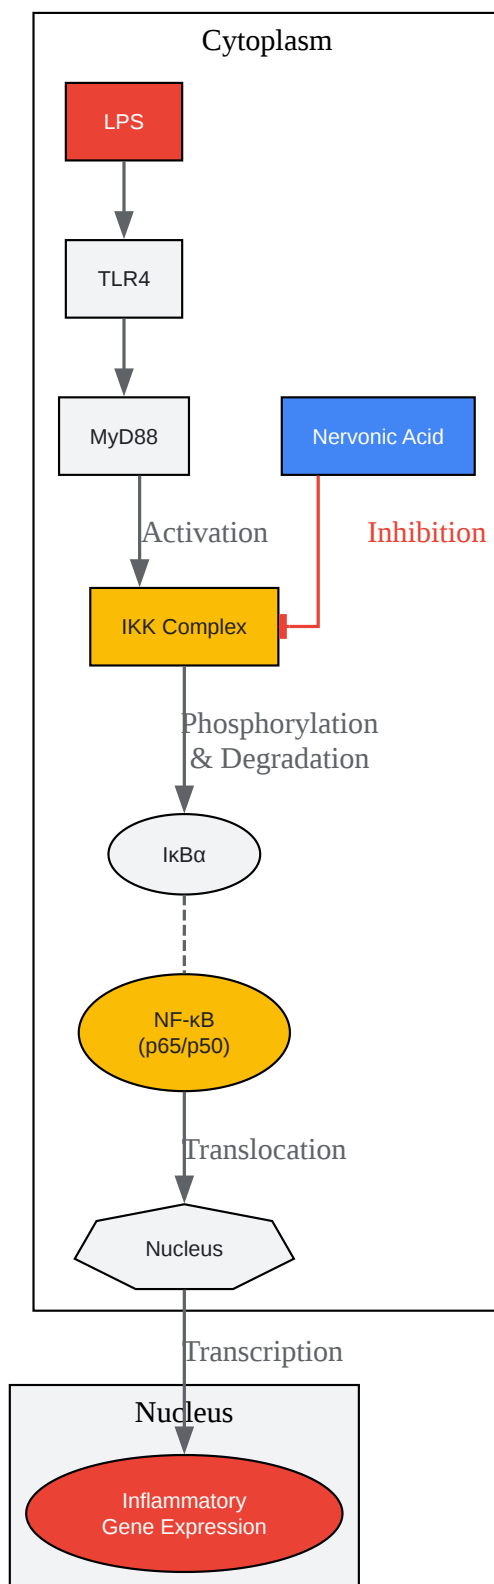 Cytoplasm
LPS
TLR4
MyD88
Nervonic Acid
Activation
Inhibition
IKK Complex
Phosphorylation
& Degradation
IκBα
NF-κB
(p65/p50)
Translocation
Nucleus
Transcription
Nucleus
Inflammatory
Gene Expression